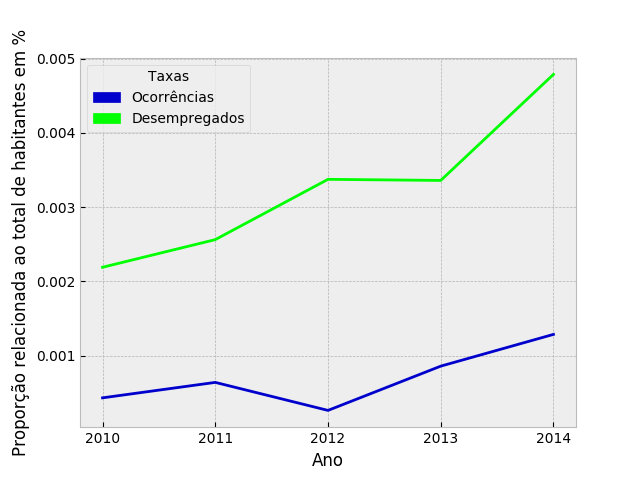 Proporção relacionada ao total de habitantes em %
0.005
0.004
0.003
0.002
0.001
Taxas
Ocorrências
Desempregados
2010 2011 2012 2013 2014
Ano